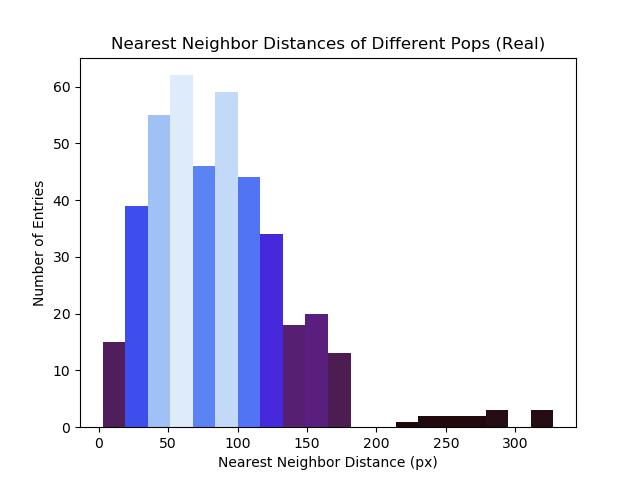 Nearest Neighbor Distances of Different Pops (Real)
Number of Entries
60
50
40
30
20
10
0
0 50 100 150 200 250 300
Nearest Neighbor Distance (px)